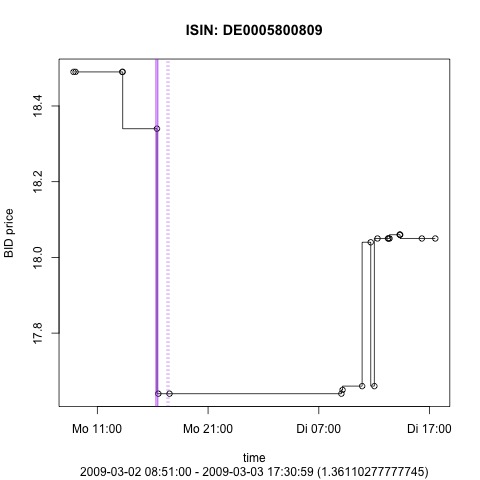 ISIN: DE0005800809
BID price
18.4
18.2
18.0
17.8
Mo 11:00 Mo 21:00 Di 07:00 Di 17:00
time
2009-03-02 08:51:00 - 2009-03-03 17:30:59 (1.36110277777745)